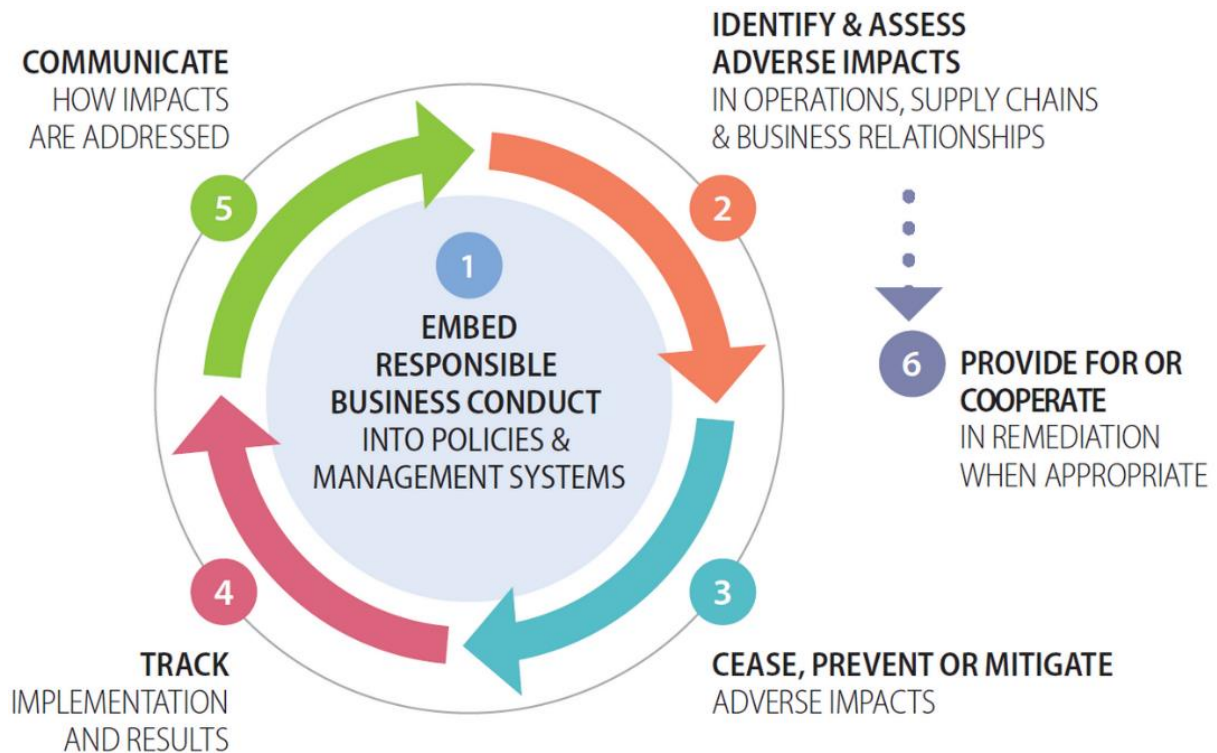 COMMUNICATE
HOW IMPACTS
ARE ADDRESSED
5
IDENTIFY & ASSESS
ADVERSE IMPACTS
IN OPERATIONS, SUPPLY CHAINS
& BUSINESS RELATIONSHIPS
2
1
EMBED
RESPONSIBLE
BUSINESS CONDUCT
INTO POLICIES &
MANAGEMENT SYSTEMS
6
PROVIDE FOR OR
COOPERATE
IN REMEDIATION
WHEN APPROPRIATE
4
TRACK
IMPLEMENTATION
AND RESULTS
3
CEASE, PREVENT OR MITIGATE
ADVERSE IMPACTS